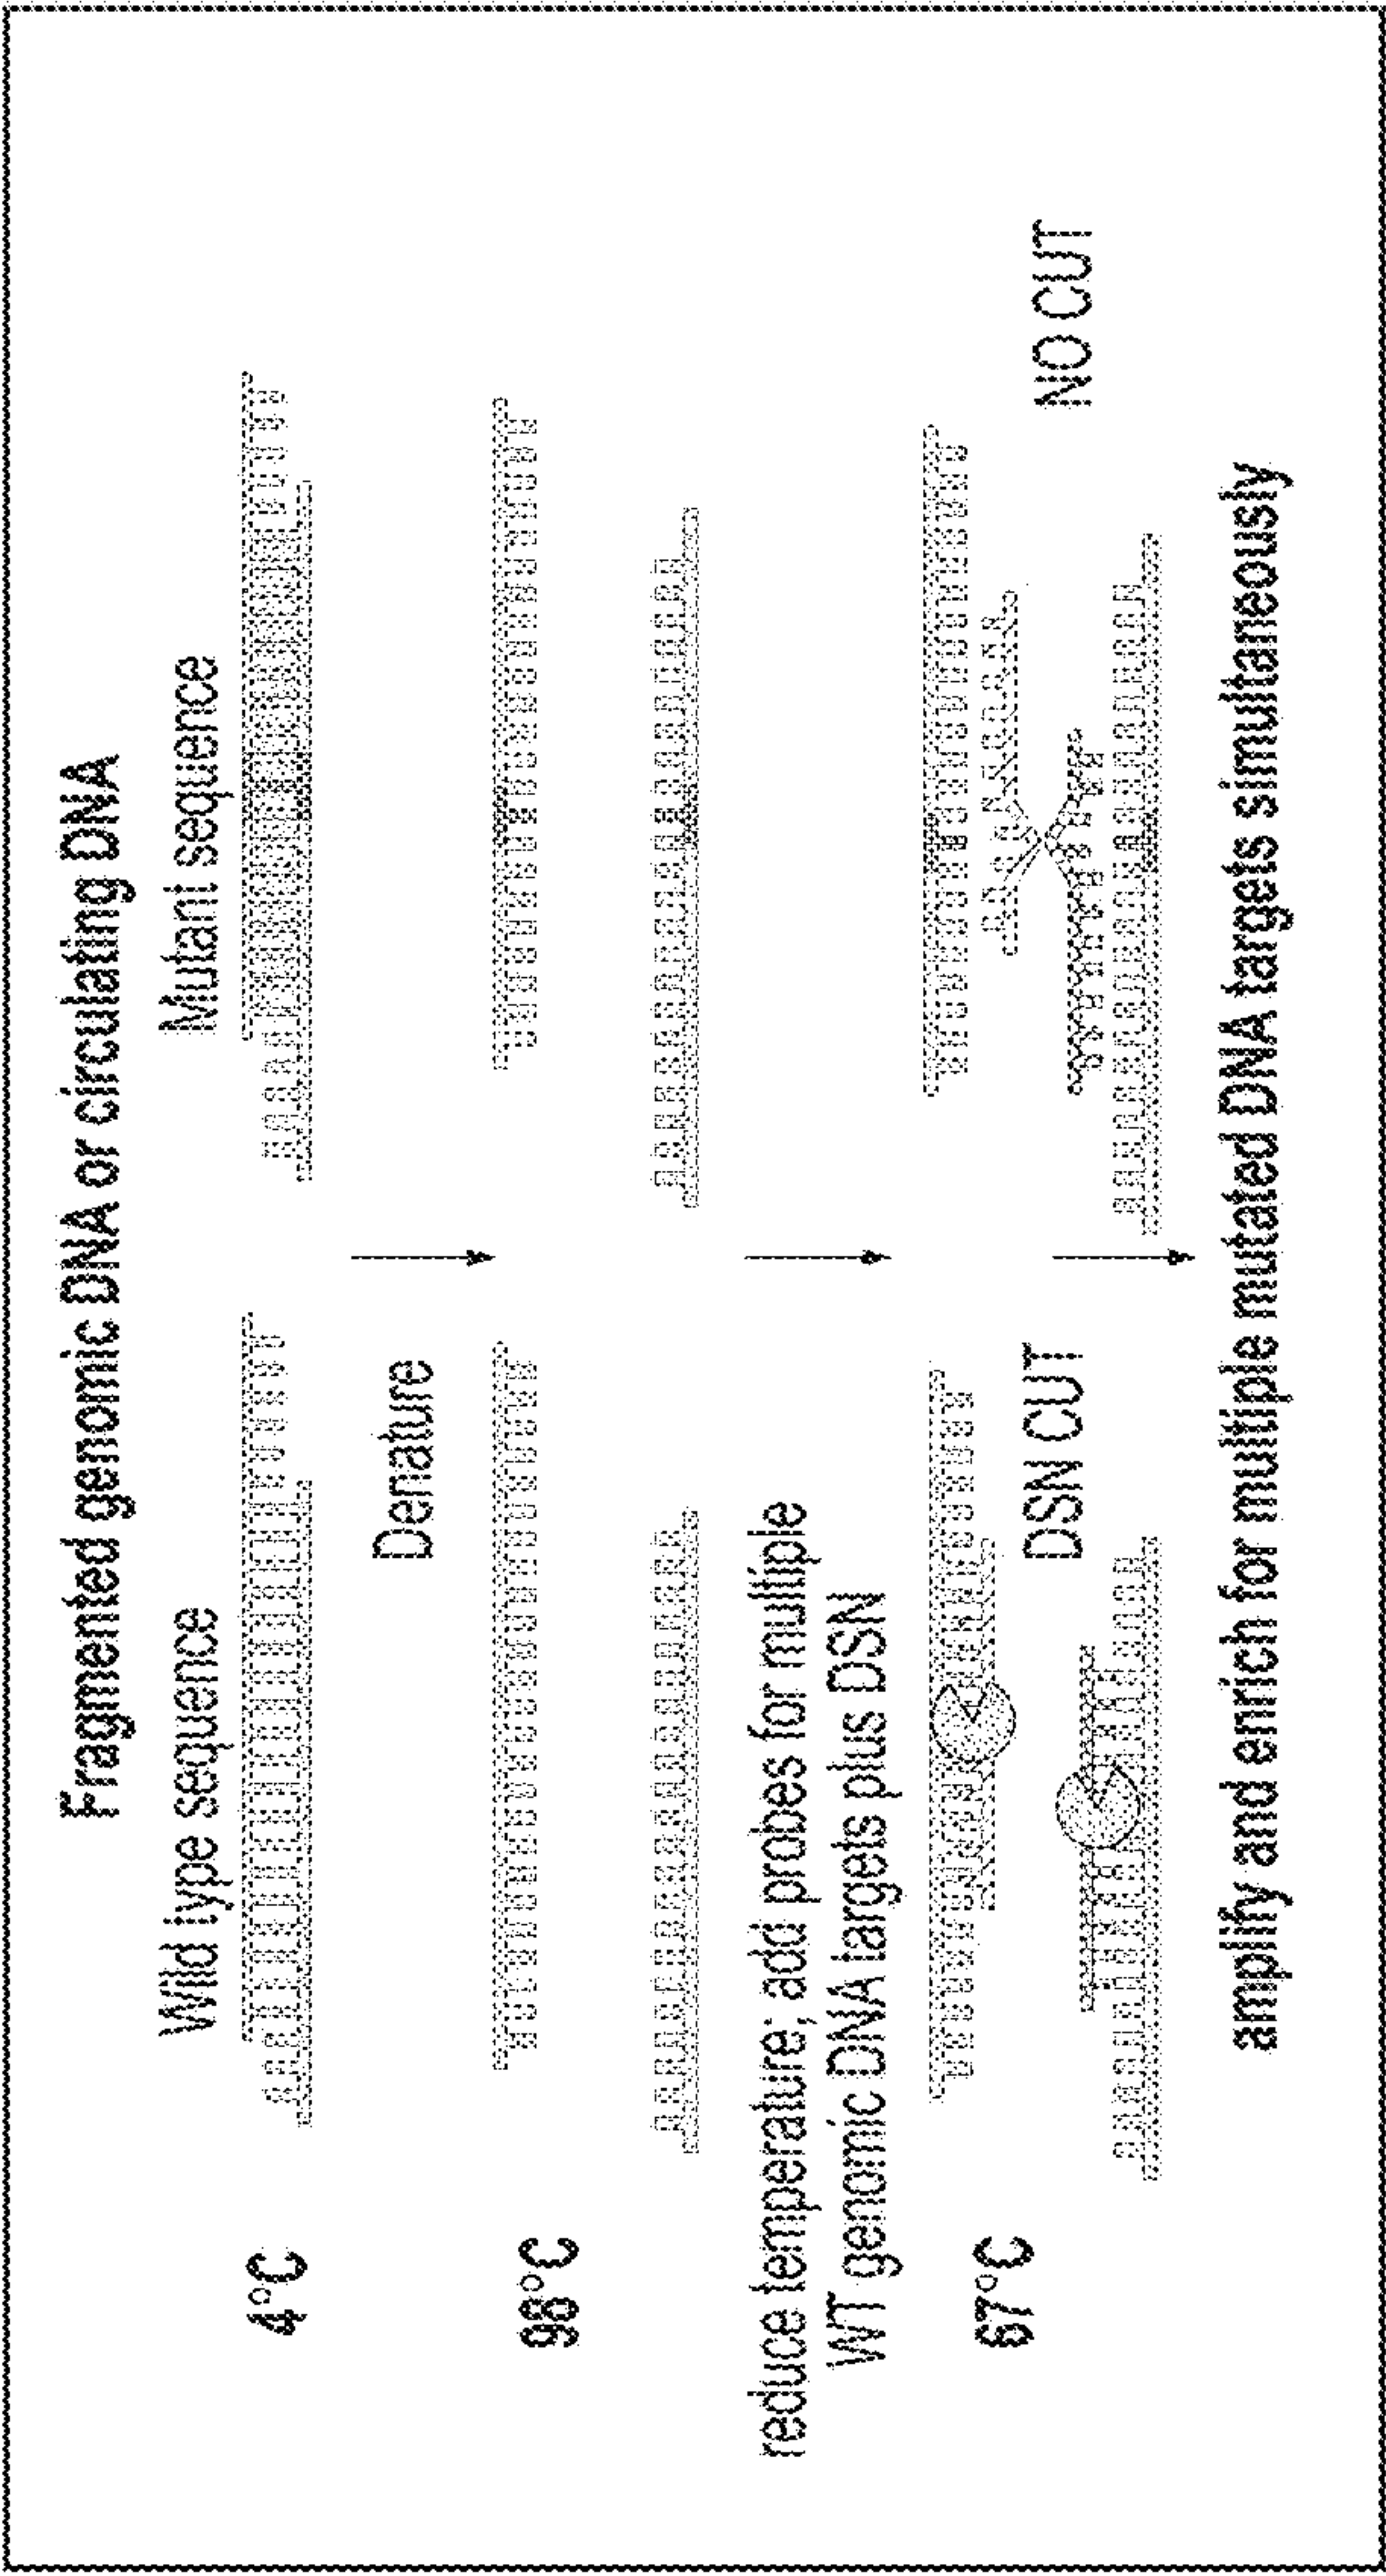 Fragmented genomic DNA or circulating DNA
Wild type sequence
Mutant sequence
4°C
Denature
98°C
reduce temperature; add probes for multiple
WT genomic DNA targets plus DSN
67°C
DSN CUT
NO CUT
amplify and enrich for multiple mutated DNA targets simultaneously